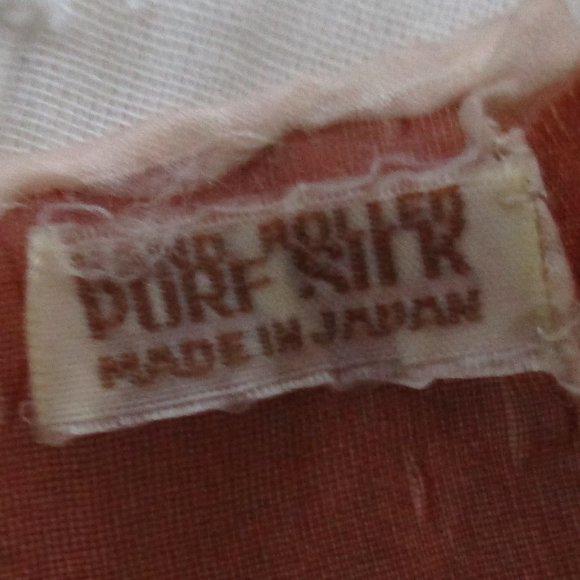 HAND ROLLED
PURE SILK
MADE IN JAPAN